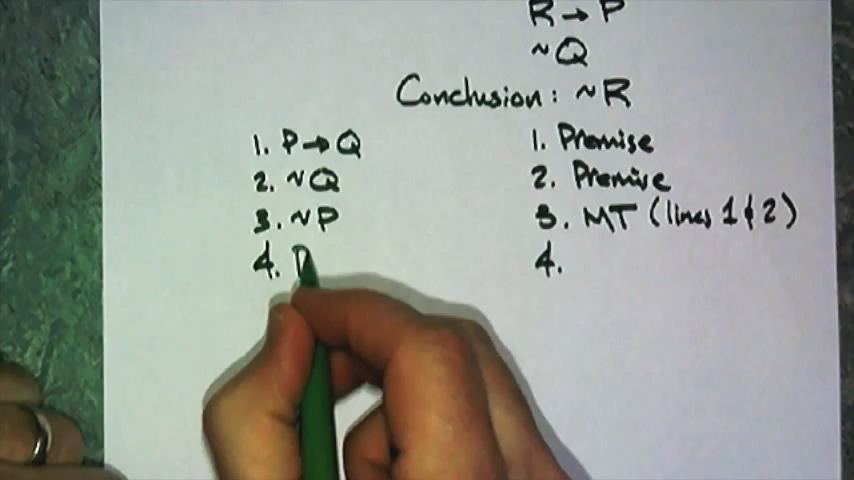 R → P
~Q
Conclusion: ~R
1. P → Q 1. Premise
2. ~Q 2. Premise
3. ~P 3. MT (lines 1 & 2)
4. 4.